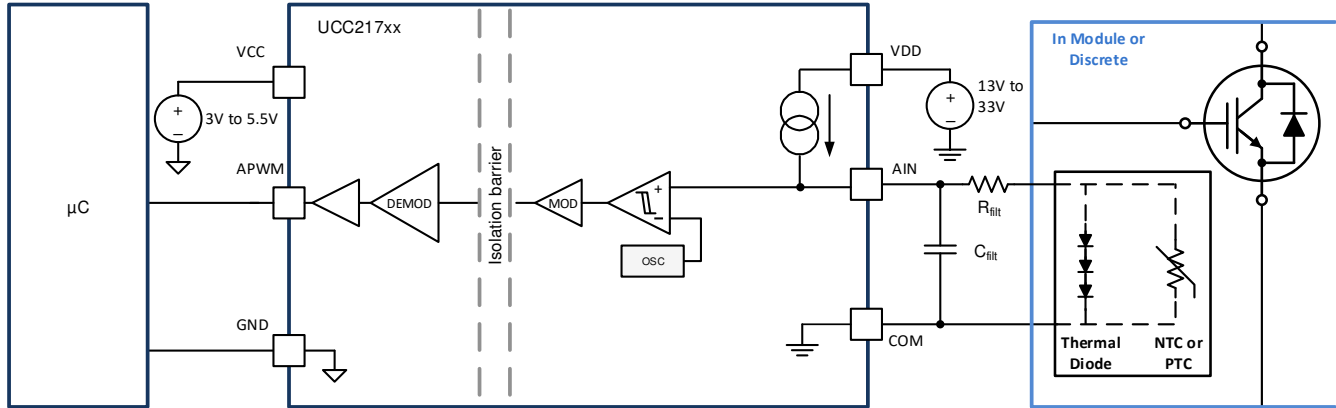 UCC217xx
In Module or
Discrete
VCC
VDD
3V to 5.5V
13V to
33V
APWM
AIN
µC
DEMOD
Isolation barrier
MOD
OSC
Rfilt
Cfilt
GND
COM
Thermal
Diode
NTC or
PTC